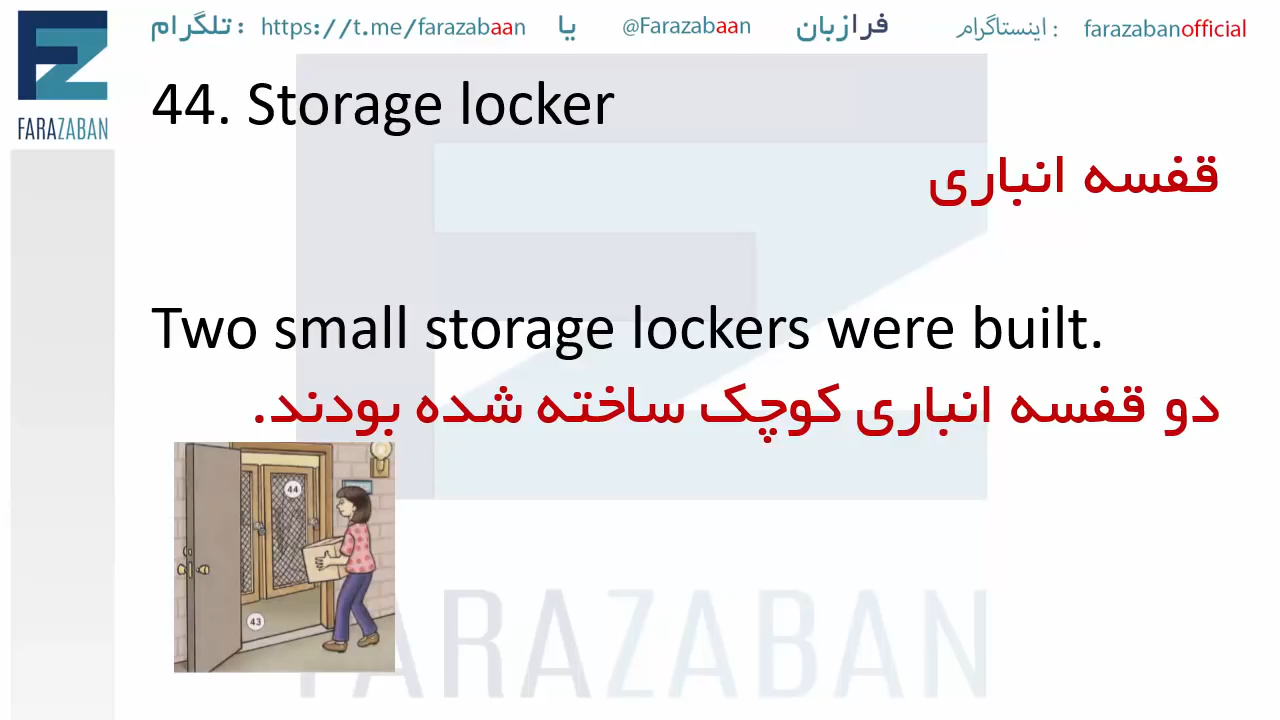 تلگرام : https://t.me/farazabaan یا @Farazabaan فرازبان اینستاگرام : farazabanofficial
FARAZABAN
44. Storage locker
قفسه انباری
Two small storage lockers were built.
دو قفسه انباری کوچک ساخته شده بودند.
44
43
FARAZABAN